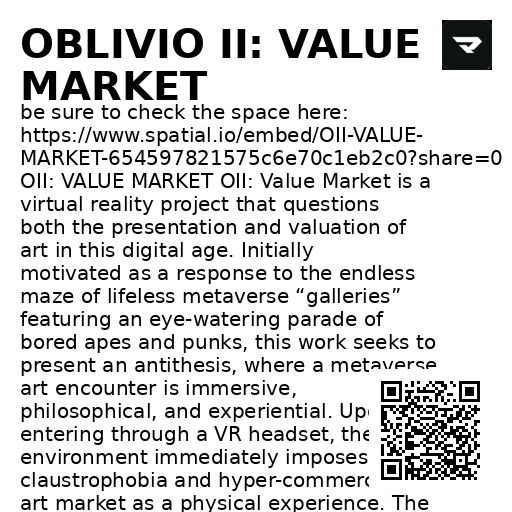 OBLIVIO II: VALUE
MARKET
be sure to check the space here:
https://www.spatial.io/embed/OII-VALUE-
MARKET-654597821575c6e70c1eb2c0?share=0
OII: VALUE MARKET OII: Value Market is a
virtual reality project that questions
both the presentation and valuation of
art in this digital age. Initially
motivated as a response to the endless
maze of lifeless metaverse “galleries”
featuring an eye-watering parade of
bored apes and punks, this work seeks to
present an antithesis, where a metaverse
art encounter is immersive,
philosophical, and experiential.
entering through a VR headset, the
environment immediately imposes
claustrophobia and
art market as a physical experience. The